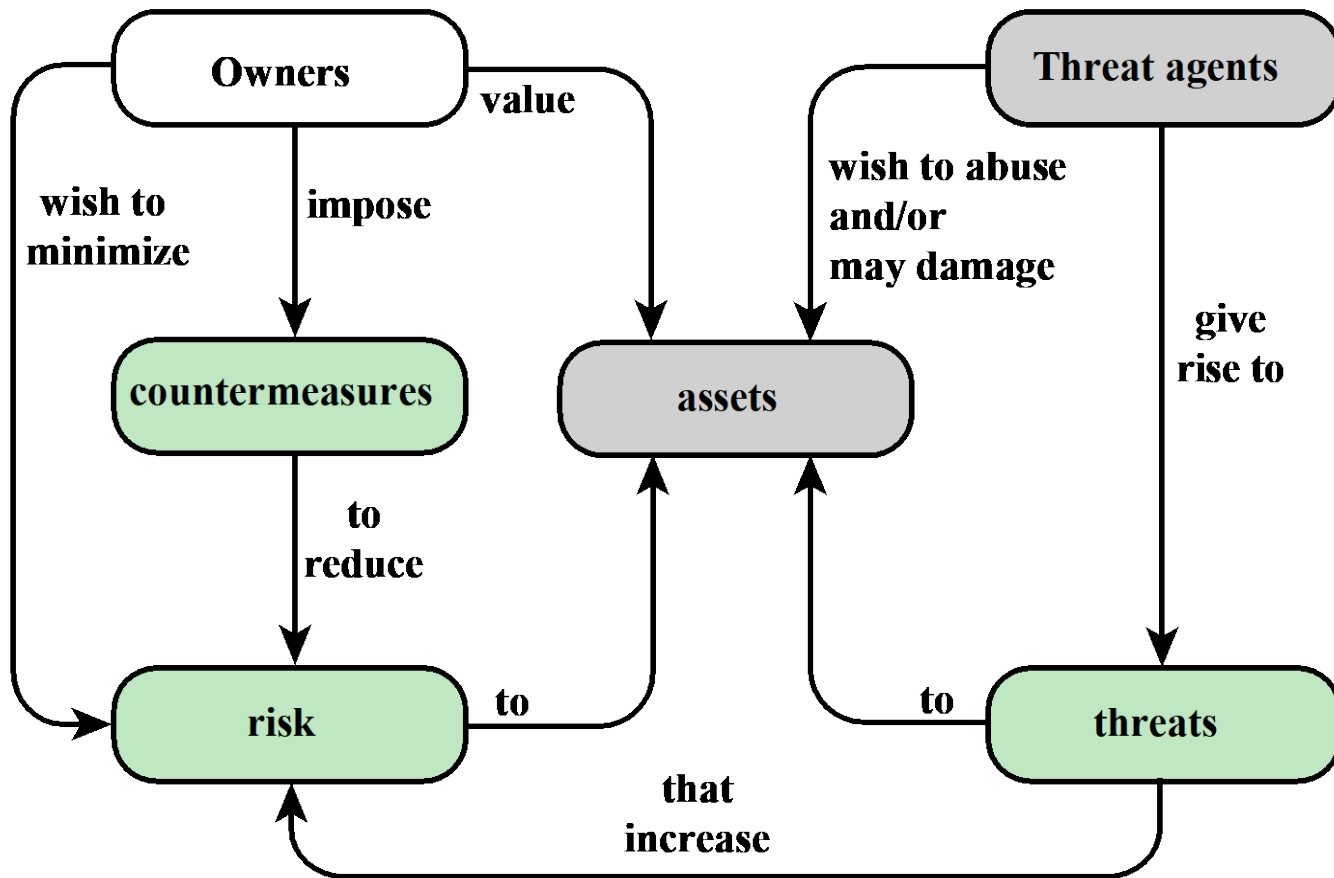 Owners
Threat agents
value
wish to
minimize
impose
wish to abuse
and/or
may damage
give
rise to
countermeasures
assets
to
reduce
risk
to
to
threats
that
increase